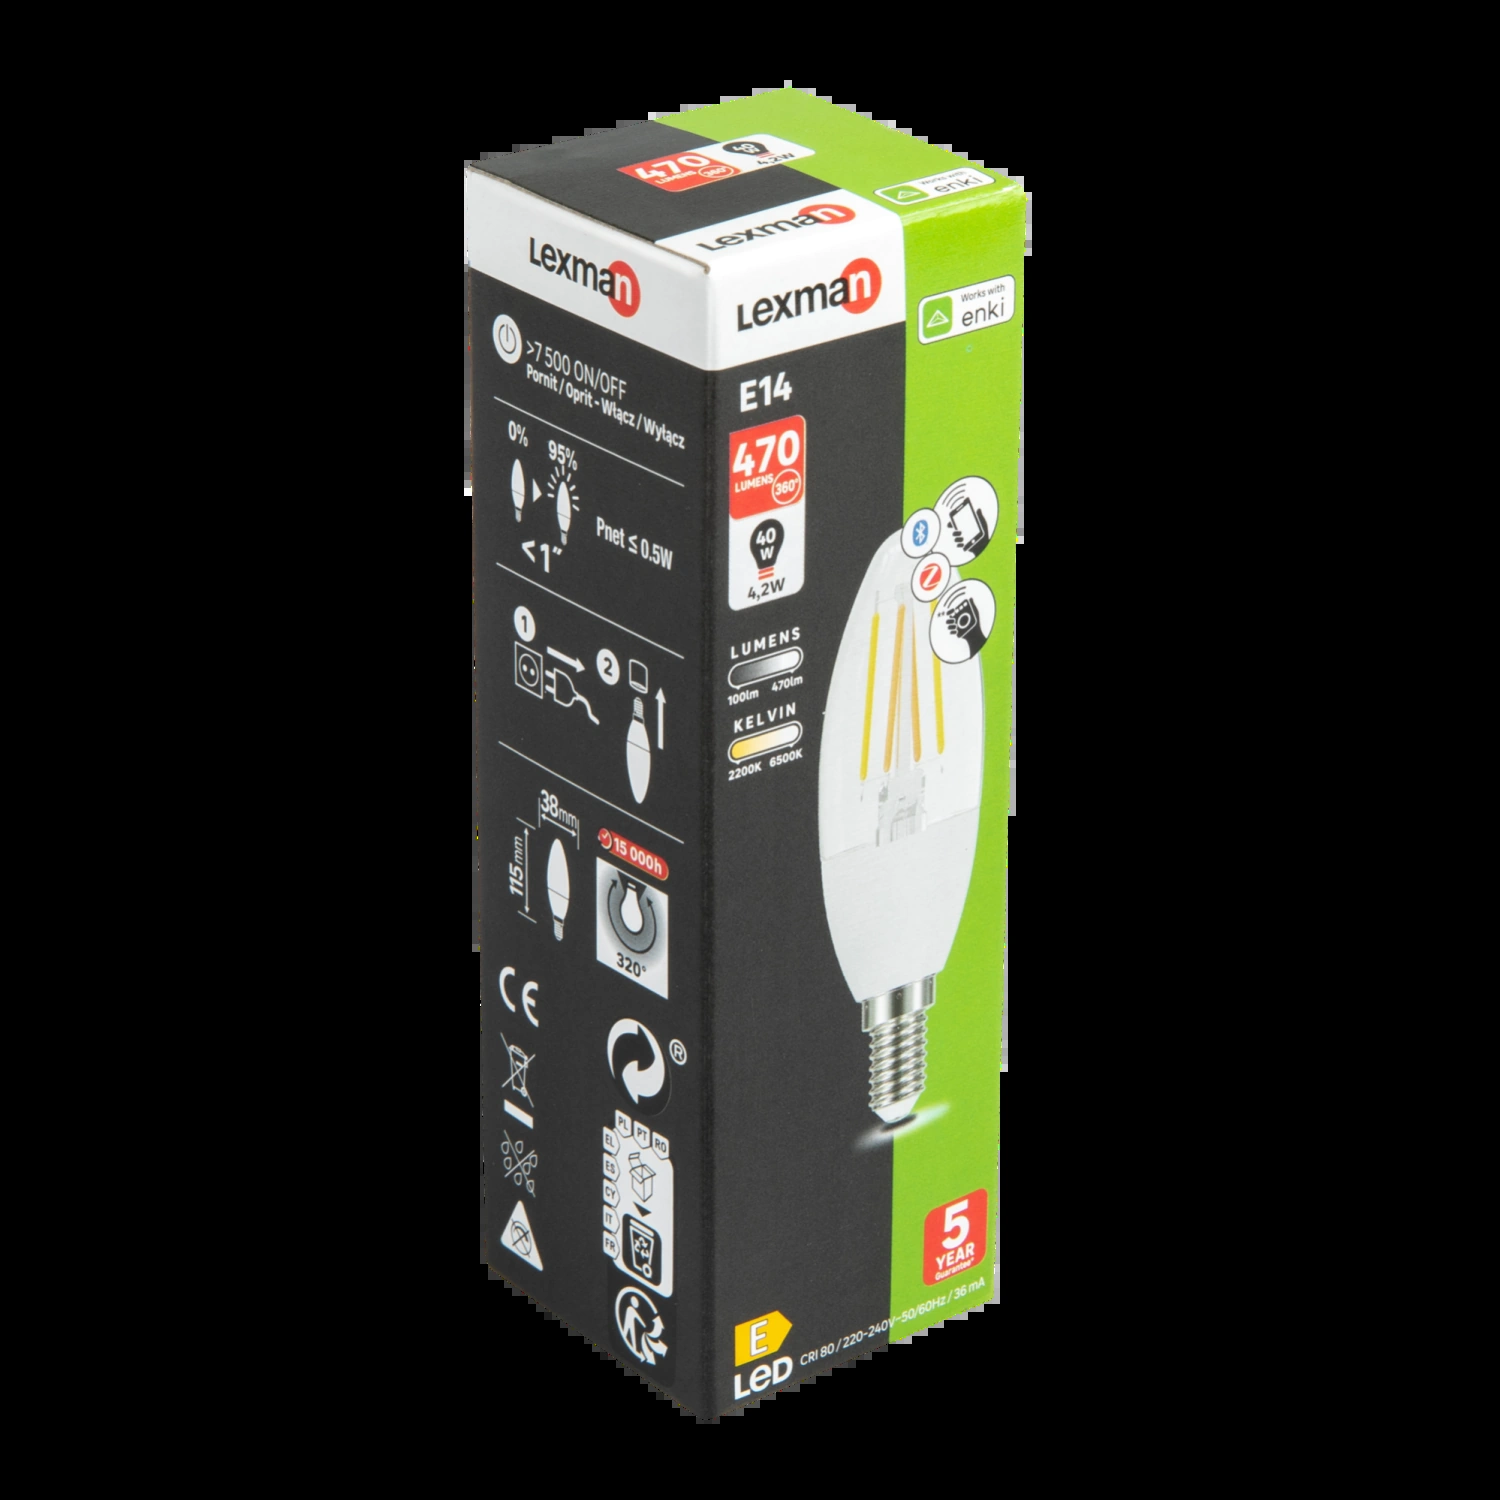 470
LUMENS 360°
40
W
4,2W
Works with
enki
Lexman
Lexman
>7 500 ON/OFF
Pornit / Oprit - Włącz / Wyłącz
0%
95%
<1"
Pnet ≤ 0.5W
1
2
38mm
115mm
15 000h
320°
CE
®
PL
PT
RO
EL
ES
CY
IT
FR
Lexman
Works with
enki
E14
470
LUMENS
360°
40
W
4,2W
LUMENS
100lm 470lm
KELVIN
2200K 6500K
5
YEAR
Guarantee*
E
LED
CRI 80 / 220-240V~50/60Hz / 36 mA